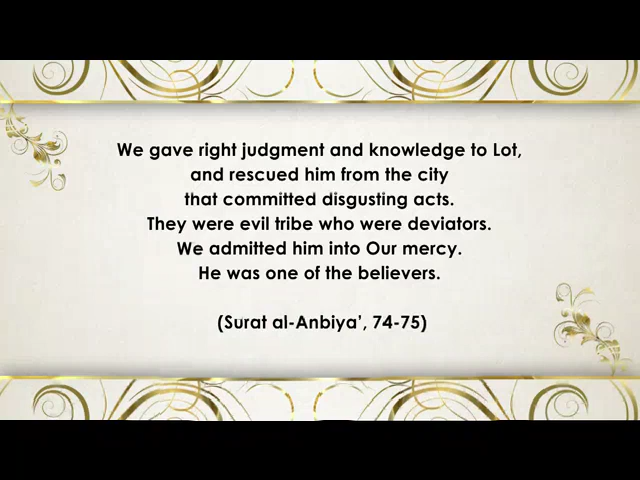 We gave right judgment and knowledge to Lot,
and rescued him from the city
that committed disgusting acts.
They were evil tribe who were deviators.
We admitted him into Our mercy.
He was one of the believers.
(Surat al-Anbiya’, 74-75)